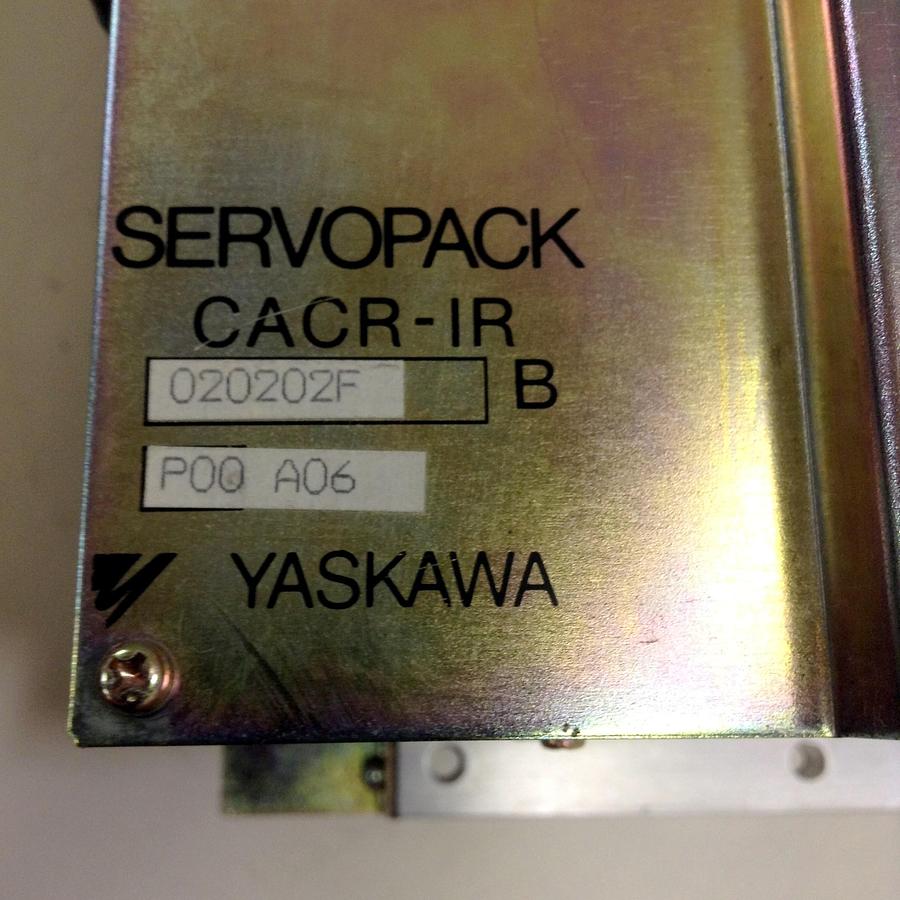 SERVOPACK
CACR-IR
020202F B
P00 A06
YASKAWA